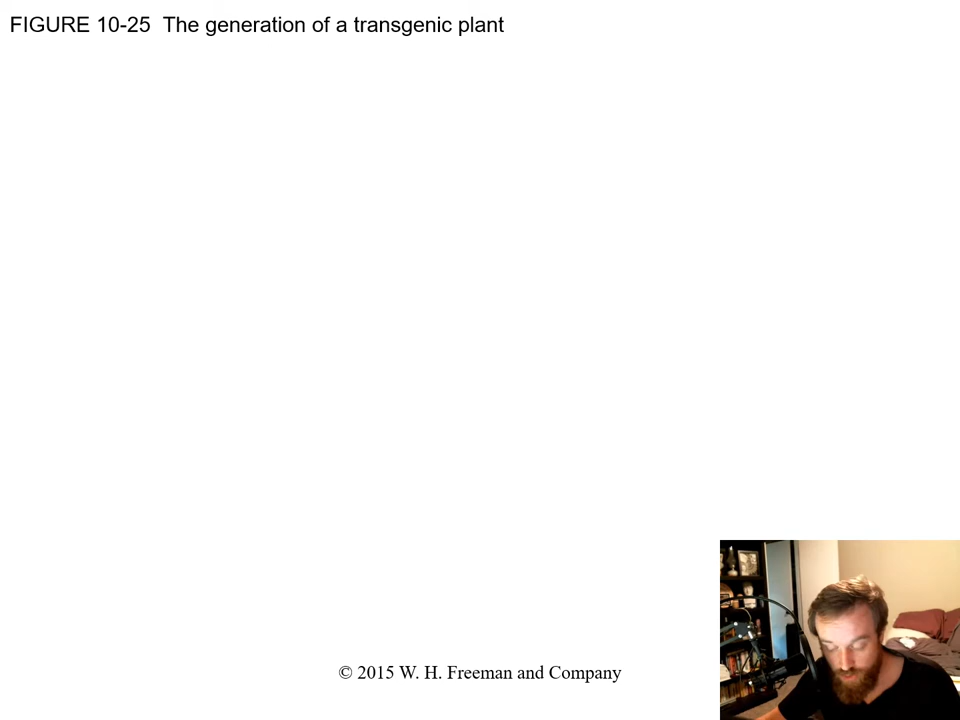 FIGURE 10-25  The generation of a transgenic plant
© 2015 W. H. Freeman and Company